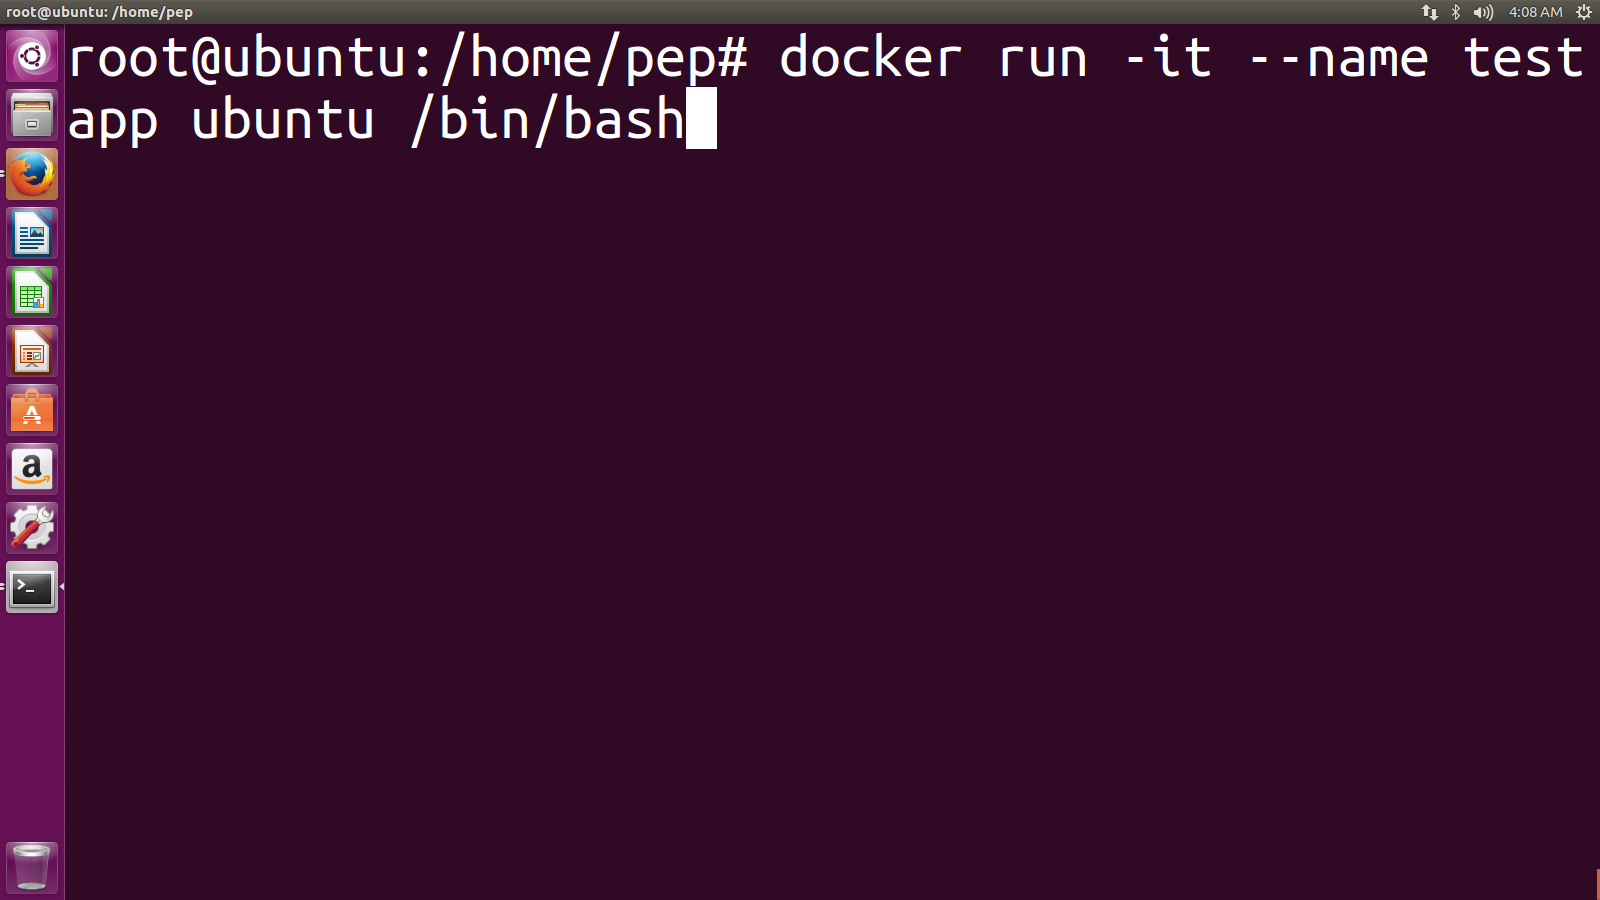 root@ubuntu: /home/pep
4:08 AM
root@ubuntu:/home/pep# docker run -it --name test
app ubuntu /bin/bash